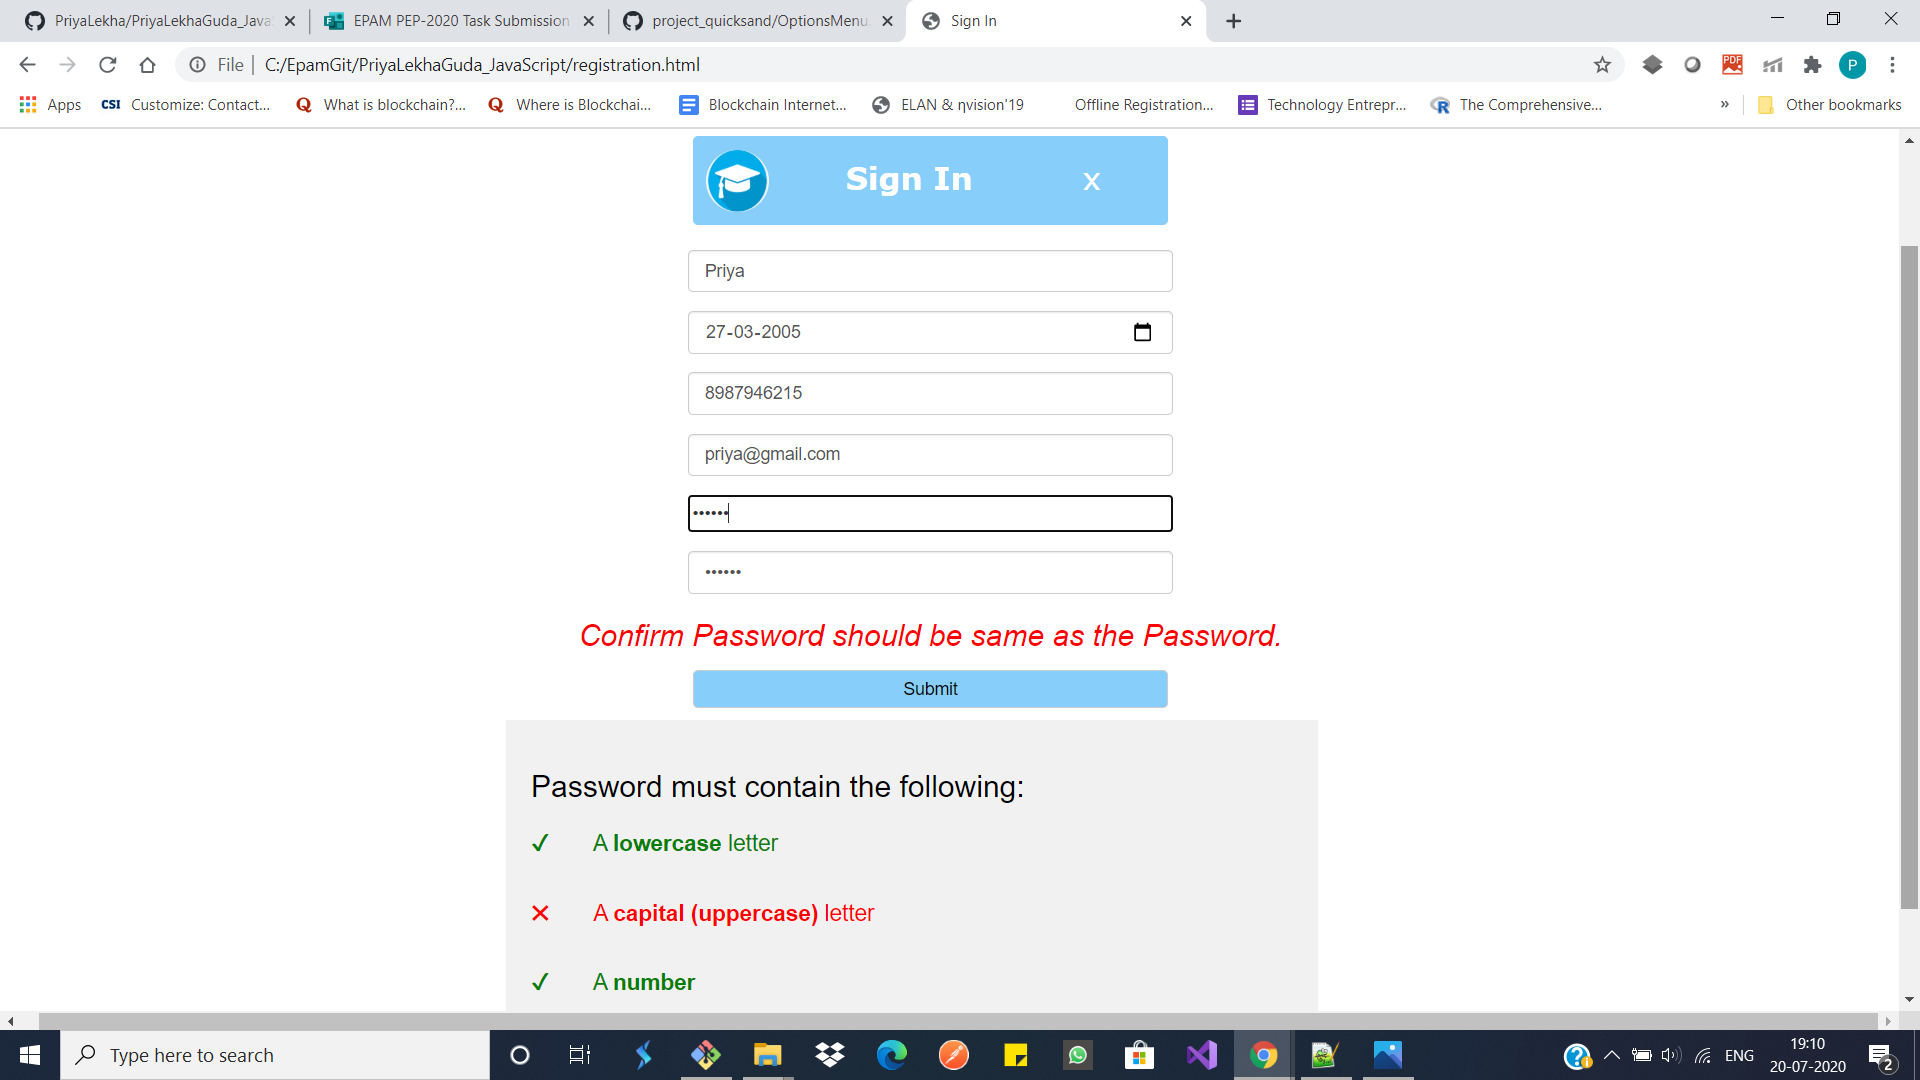 PriyaLekha/PriyaLekhaGuda_Java
EPAM PEP-2020 Task Submission
project_quicksand/OptionsMenu.
Sign In
File
C:/EpamGit/PriyaLekhaGuda_JavaScript/registration.html
PDF
P
Apps
CSI Customize: Contact...
What is blockchain?...
Where is Blockchai...
Blockchain Internet...
ELAN & ηvision'19
Offline Registration...
Technology Entrepr...
The Comprehensive...
»
Other bookmarks
Sign In
x
Priya
27-03-2005
8987946215
priya@gmail.com
••••••
••••••
Confirm Password should be same as the Password.
Submit
Password must contain the following:
✓ A lowercase letter
✕ A capital (uppercase) letter
✓ A number
Type here to search
ENG
19:10
20-07-2020
2